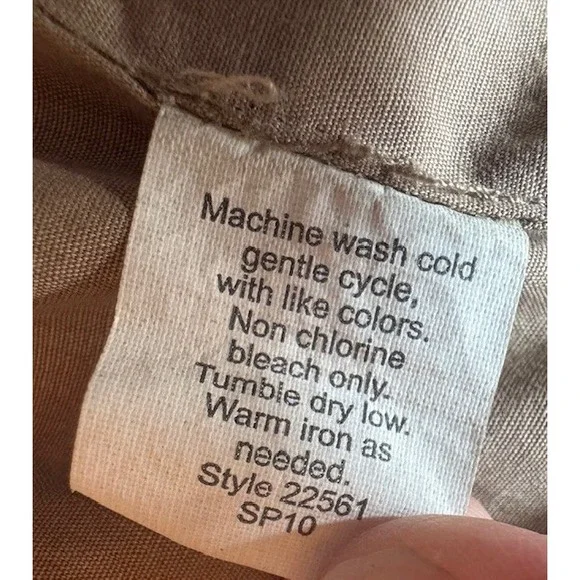 Machine wash cold
gentle cycle,
with like colors.
Non chlorine
bleach only.
Tumble dry low.
Warm iron as
needed.
Style 22561
SP10